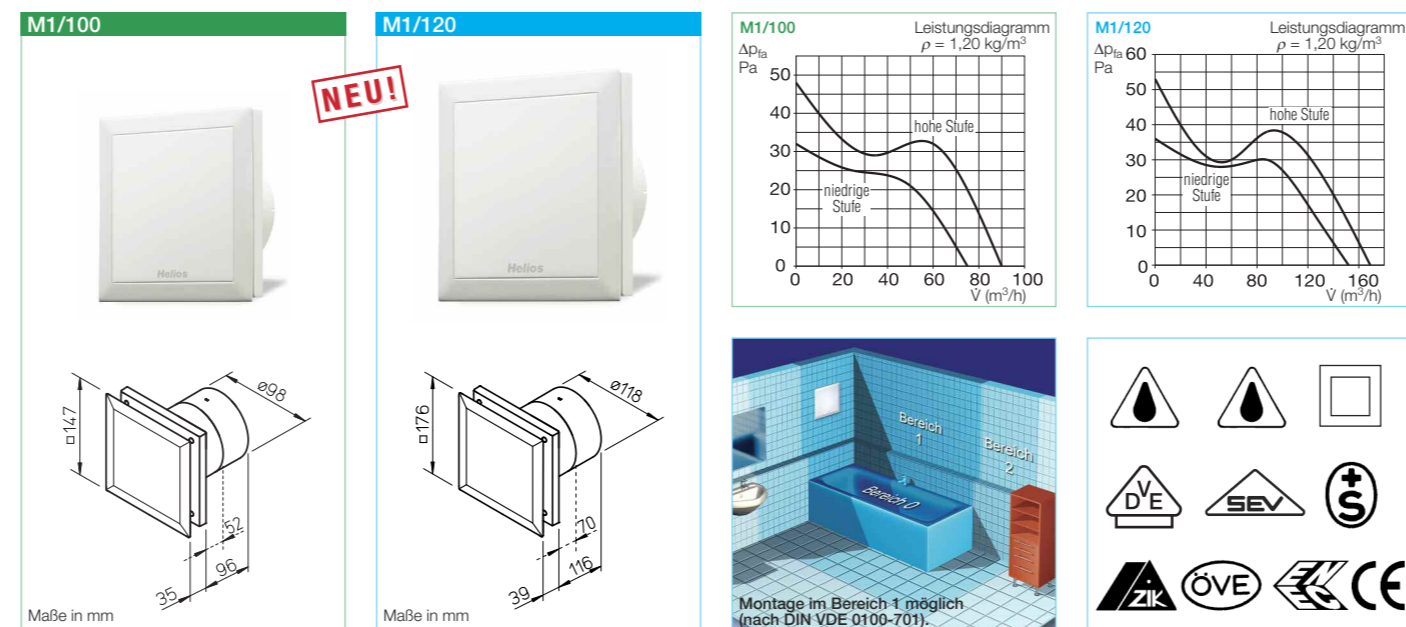 M1/100
NEU!
Helios
□147
ø98
52
96
35
Maße in mm
M1/120
Helios
□176
ø118
70
116
39
Maße in mm
M1/100
Leistungsdiagramm
ρ = 1,20 kg/m³
Δpfa
Pa
50
40
30
20
10
0
hohe Stufe
niedrige
Stufe
0 20 40 60 80 100
V̇ (m³/h)
M1/120
Leistungsdiagramm
ρ = 1,20 kg/m³
Δpfa
Pa
60
50
40
30
20
10
0
hohe Stufe
niedrige
Stufe
0 40 80 120 160
V̇ (m³/h)
Bereich
1
Bereich
2
Bereich 0
Montage im Bereich 1 möglich
(nach DIN VDE 0100-701).
DVE
SEV
+S
ZIK
ÖVE
ENEC
CE